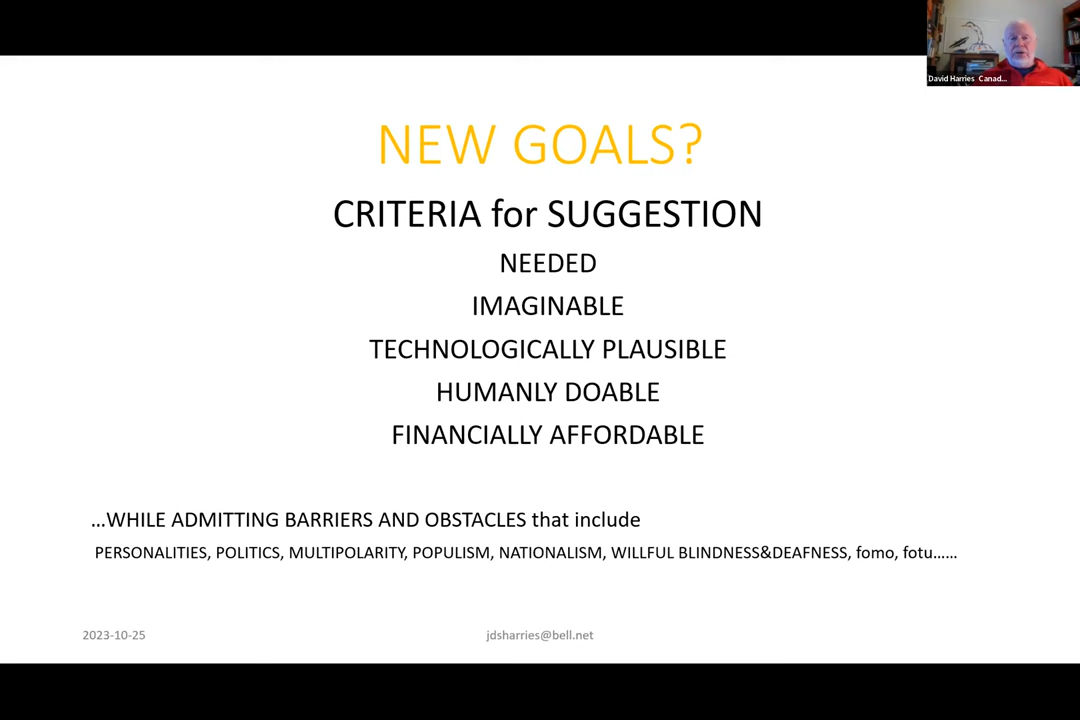 David Harries Canad...
NEW GOALS?
CRITERIA for SUGGESTION
NEEDED
IMAGINABLE
TECHNOLOGICALLY PLAUSIBLE
HUMANLY DOABLE
FINANCIALLY AFFORDABLE
...WHILE ADMITTING BARRIERS AND OBSTACLES that include
PERSONALITIES, POLITICS, MULTIPOLARITY, POPULISM, NATIONALISM, WILLFUL BLINDNESS&DEAFNESS, fomo, fotu......
2023-10-25
jdsharries@bell.net